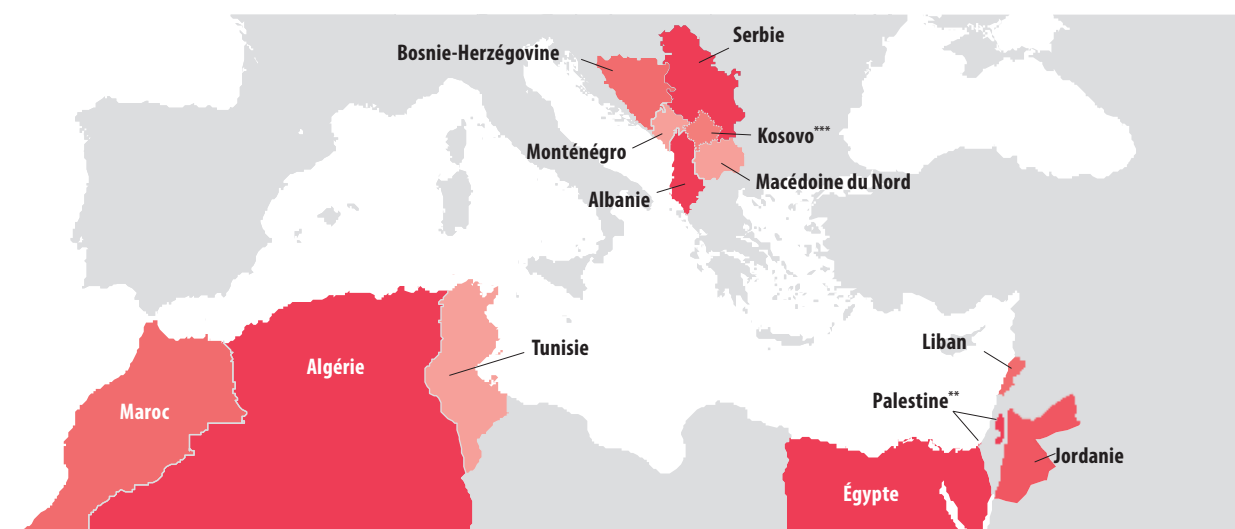 Serbie
Bosnie-Herzégovine
Kosovo***
Monténégro
Macédoine du Nord
Albanie
Liban
Tunisie
Algérie
Palestine**
Maroc
Jordanie
Égypte